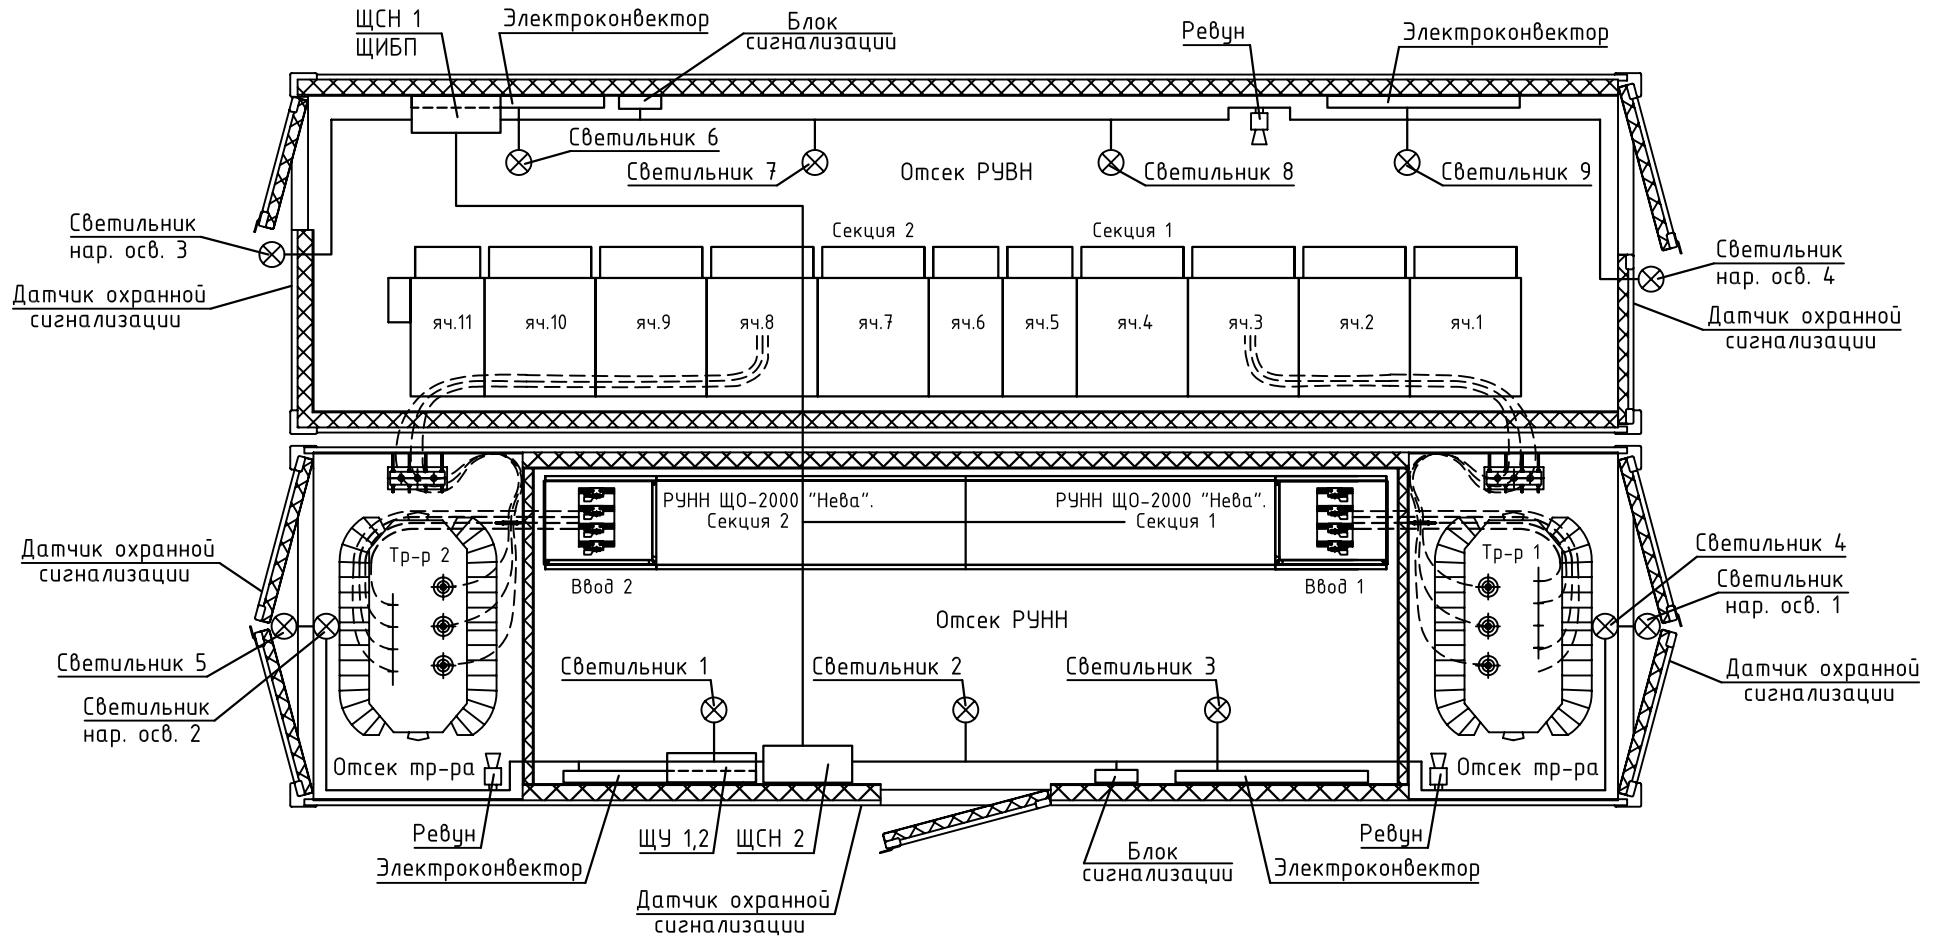 ЩСН 1
ЩИБП
Электроконвектор
Блок
сигнализации
Ревун
Электроконвектор
Светильник 6
Светильник 7
Отсек РУВН
Светильник 8
Светильник 9
Светильник
нар. осв. 3
Секция 2
Секция 1
Светильник
нар. осв. 4
Датчик охранной
сигнализации
яч.11
яч.10
яч.9
яч.8
яч.7
яч.6
яч.5
яч.4
яч.3
яч.2
яч.1
Датчик охранной
сигнализации
РУНН ЩО-2000 "Нева".
Секция 2
РУНН ЩО-2000 "Нева".
Секция 1
Датчик охранной
сигнализации
Тр-р 2
Тр-р 1
Светильник 4
Светильник
нар. осв. 1
Ввод 2
Ввод 1
Отсек РУНН
Светильник 5
Светильник 1
Светильник 2
Светильник 3
Датчик охранной
сигнализации
Светильник
нар. осв. 2
Отсек тр-ра
Отсек тр-ра
Ревун
ЩУ 1,2
ЩСН 2
Ревун
Электроконвектор
Блок
сигнализации
Электроконвектор
Датчик охранной
сигнализации